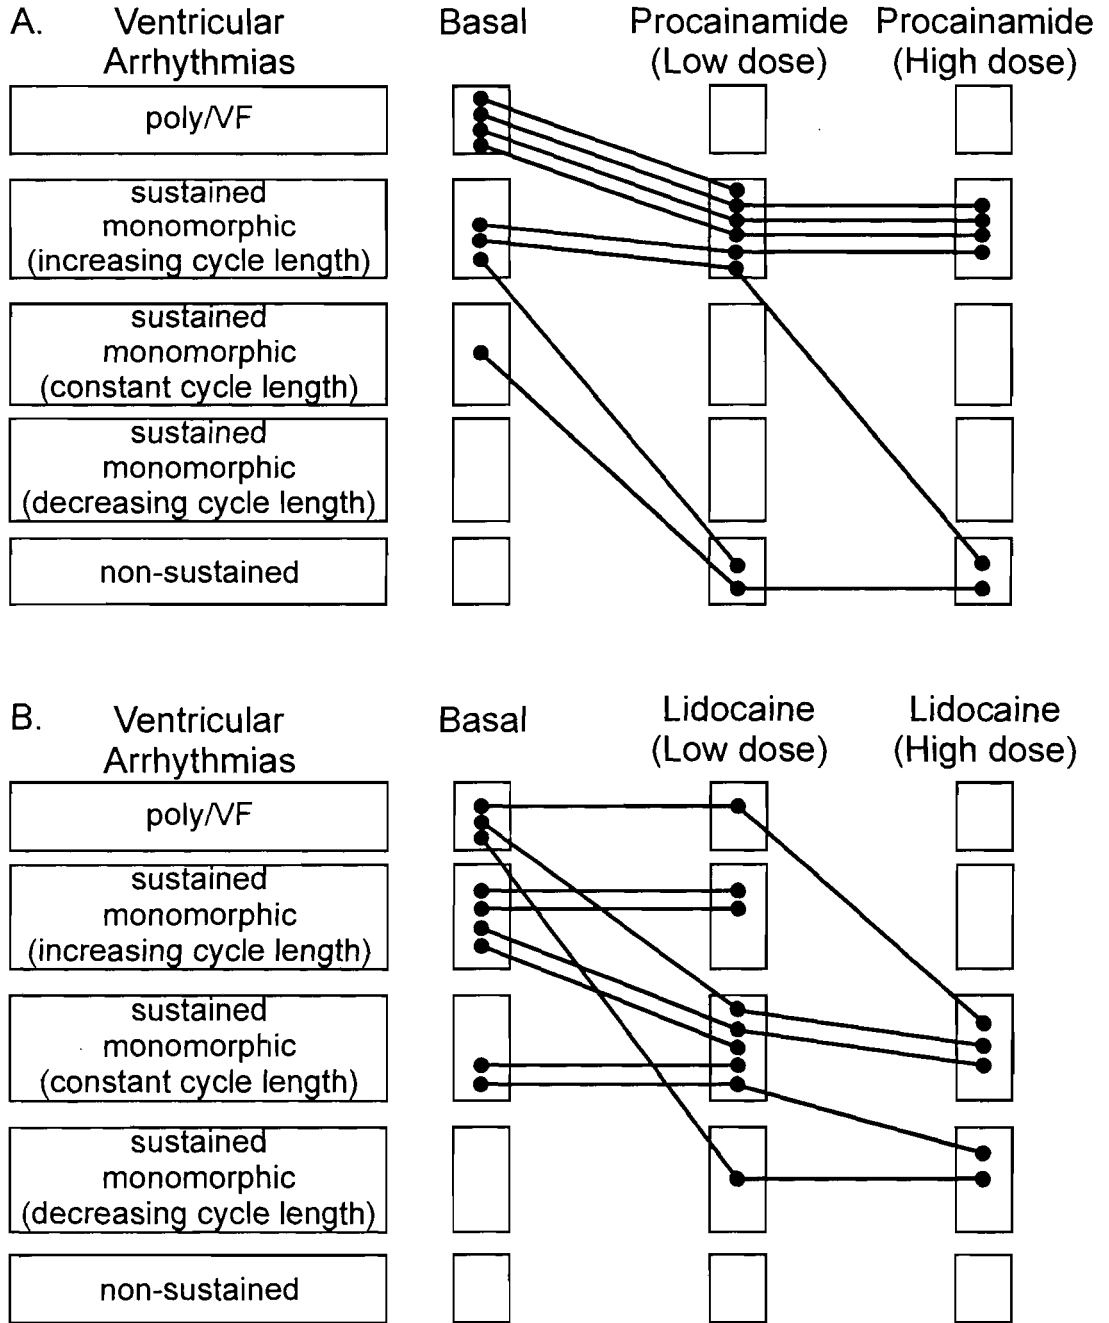 A. Ventricular Arrhythmias Basal Procainamide (Low dose) Procainamide (High dose)
poly/VF
sustained
monomorphic
(increasing cycle length)
sustained
monomorphic
(constant cycle length)
sustained
monomorphic
(decreasing cycle length)
non-sustained
B. Ventricular Arrhythmias Basal Lidocaine (Low dose) Lidocaine (High dose)
poly/VF
sustained
monomorphic
(increasing cycle length)
sustained
monomorphic
(constant cycle length)
sustained
monomorphic
(decreasing cycle length)
non-sustained